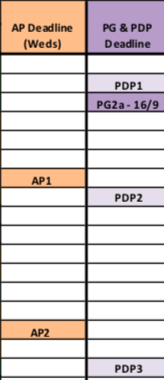 AP Deadline
(Weds)
PG & PDP
Deadline
PDP1
PG2a - 16/9
AP1
PDP2
AP2
PDP3